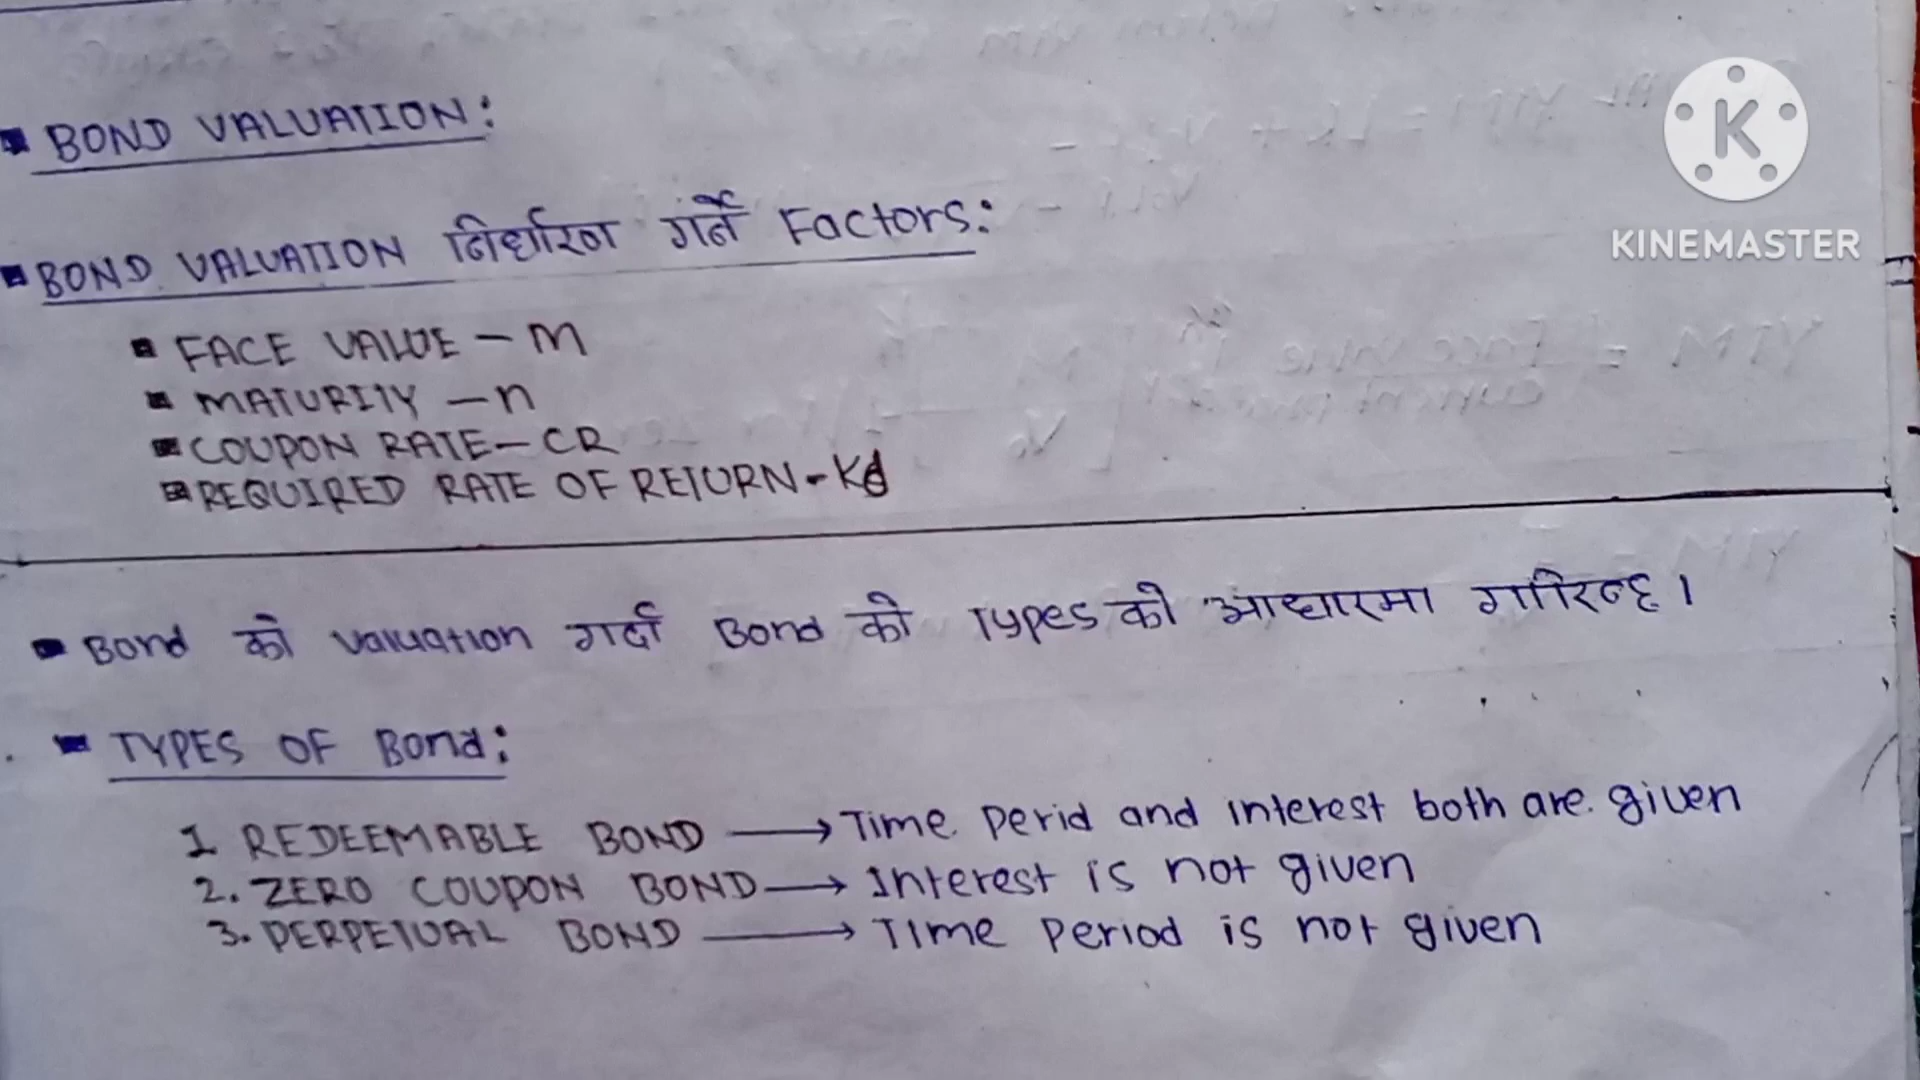 BOND VALUATION:
KINEMASTER
BOND VALUATION निर्धारण गर्ने Factors:
FACE VALUE - M
MATURITY - n
COUPON RATE - CR
REQUIRED RATE OF RETURN - Kd
Bond को valuation गर्दा Bond को Types को आधारमा गरिन्छ ।
TYPES OF Bond:
1 REDEEMABLE BOND → Time perid and interest both are given
2. ZERO COUPON BOND → Interest is not given
3. PERPETUAL BOND → Time period is not given